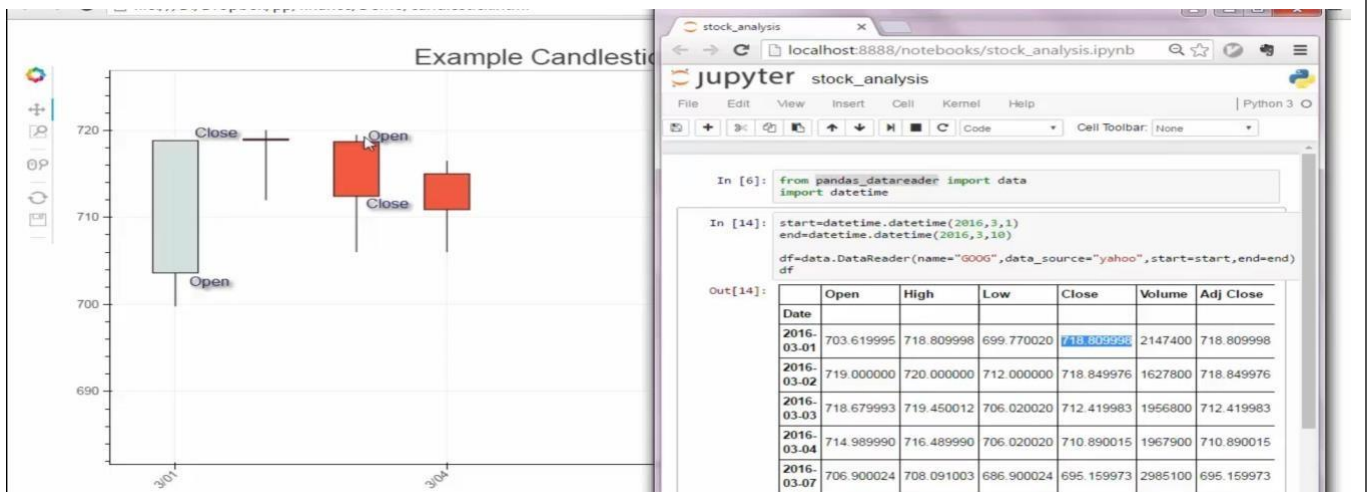 Example Candlestic
720
710
700
690
3/01
3/04
Close
Open
Open
Close
stock_analysis
localhost:8888/notebooks/stock_analysis.ipynb
jupyter stock_analysis
File Edit View Insert Cell Kernel Help Python 3
Code Cell Toolbar: None
In [6]: from pandas_datareader import data
import datetime
In [14]: start=datetime.datetime(2016,3,1)
end=datetime.datetime(2016,3,10)
df=data.DataReader(name="GOOG",data_source="yahoo",start=start,end=end)
df
Out[14]:
Open High Low Close Volume Adj Close
Date
2016-03-01 703.619995 718.809998 699.770020 718.809998 2147400 718.809998
2016-03-02 719.000000 720.000000 712.000000 718.849976 1627800 718.849976
2016-03-03 718.679993 719.450012 706.020020 712.419983 1956800 712.419983
2016-03-04 714.989990 716.489990 706.020020 710.890015 1967900 710.890015
2016-03-07 706.900024 708.091003 686.900024 695.159973 2985100 695.159973